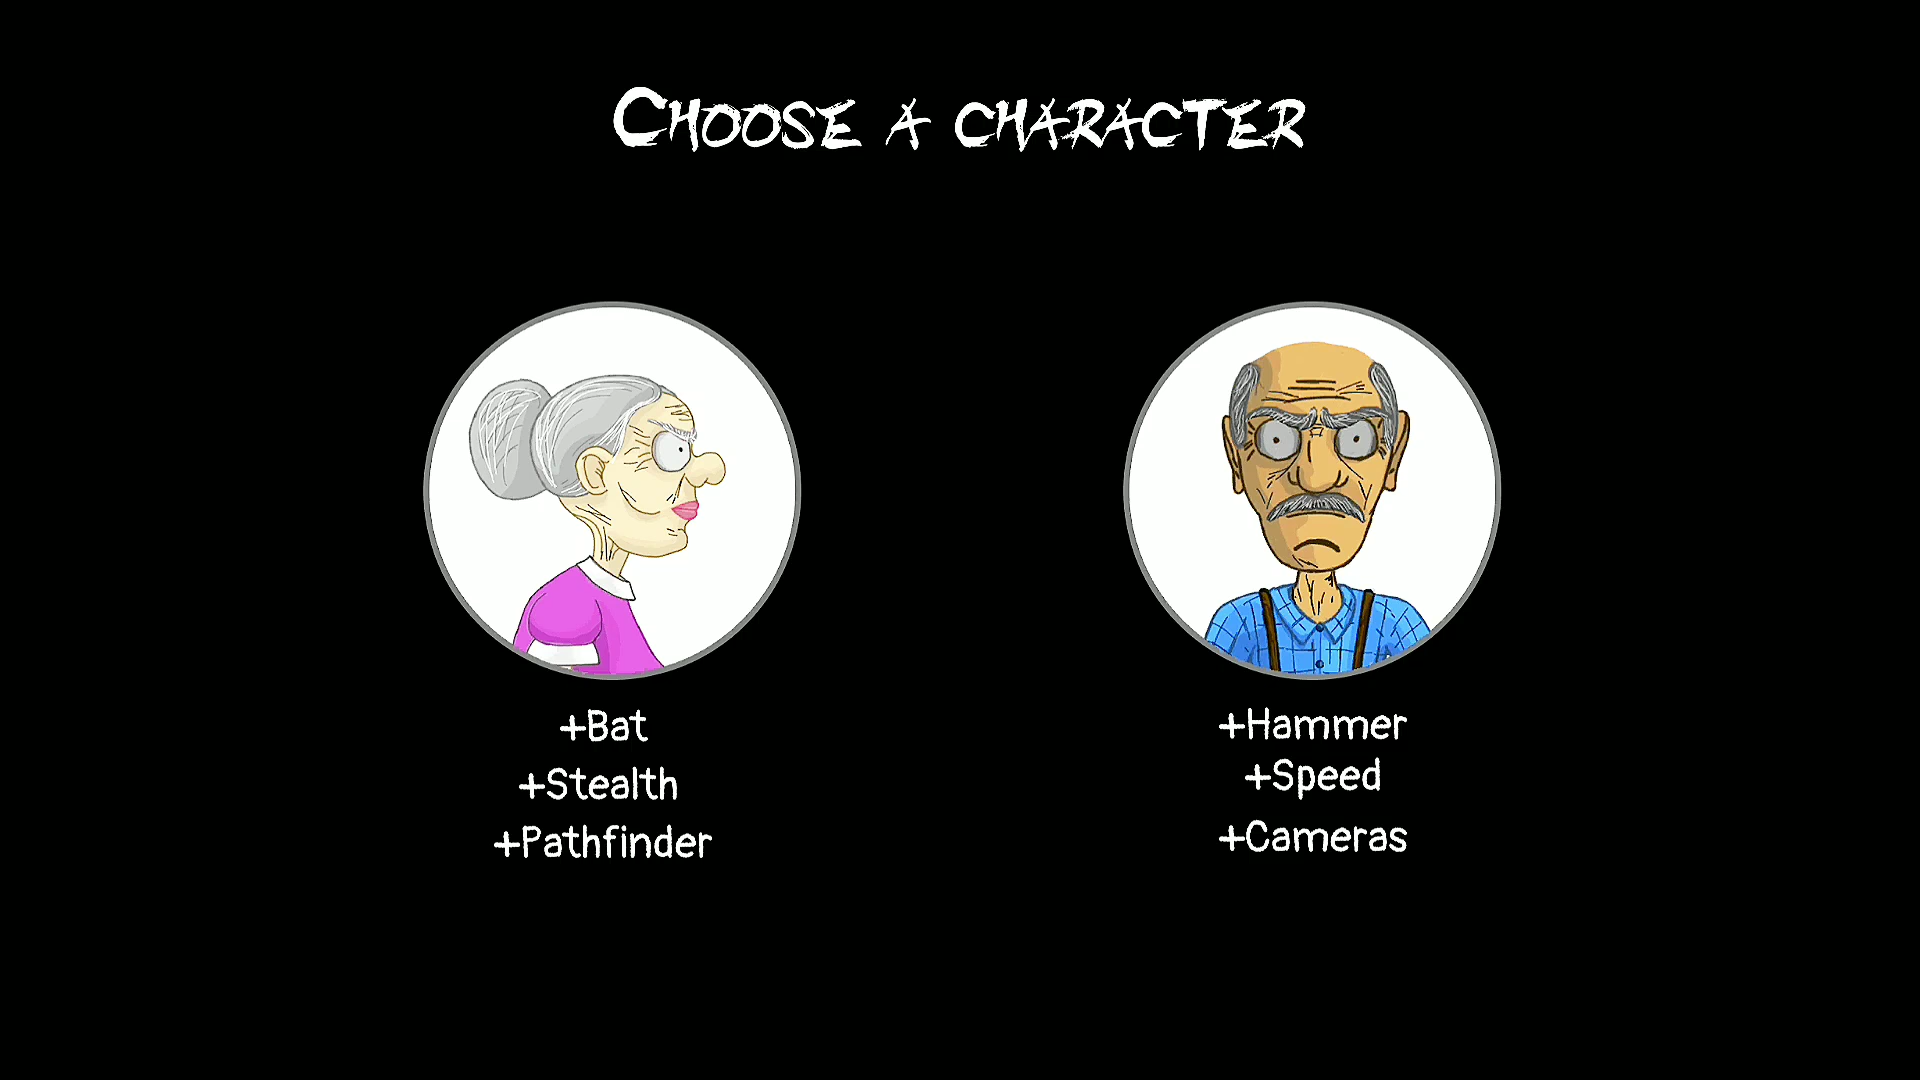 Choose a character
+Bat
+Stealth
+Pathfinder
+Hammer
+Speed
+Cameras